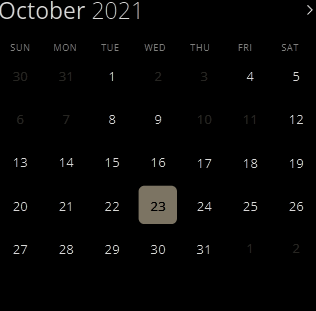 October 2021
SUN MON TUE WED THU FRI SAT
30 31 1 2 3 4 5
6 7 8 9 10 11 12
13 14 15 16 17 18 19
20 21 22 23 24 25 26
27 28 29 30 31 1 2